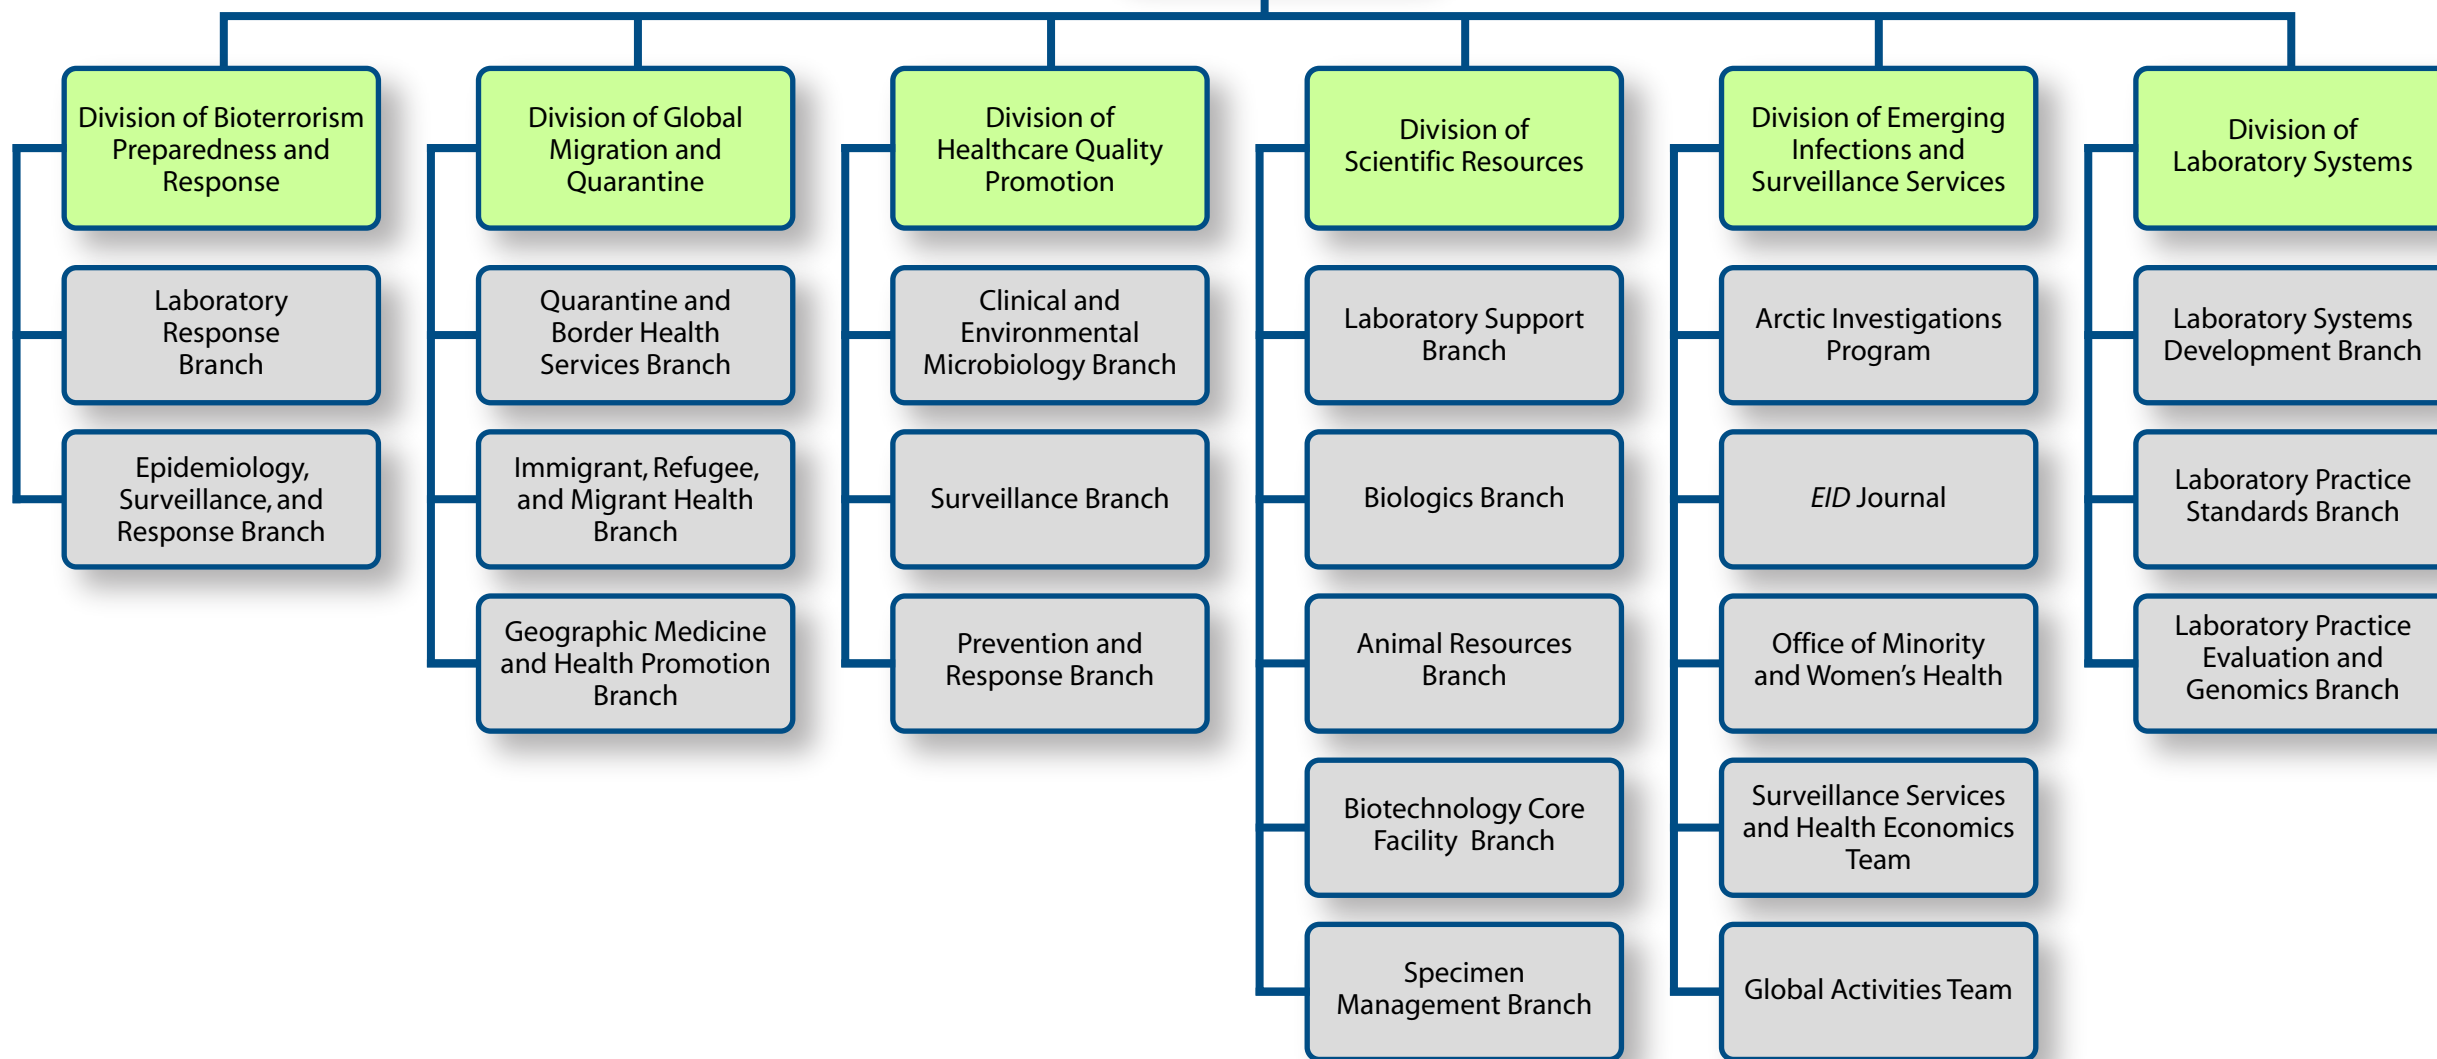 Division of Bioterrorism
Preparedness and
Response
Laboratory
Response
Branch
Epidemiology,
Surveillance, and
Response Branch
Division of Global
Migration and
Quarantine
Quarantine and
Border Health
Services Branch
Immigrant, Refugee,
and Migrant Health
Branch
Geographic Medicine
and Health Promotion
Branch
Division of
Healthcare Quality
Promotion
Clinical and
Environmental
Microbiology Branch
Surveillance Branch
Prevention and
Response Branch
Division of
Scientific Resources
Laboratory Support
Branch
Biologics Branch
Animal Resources
Branch
Biotechnology Core
Facility Branch
Specimen
Management Branch
Division of Emerging
Infections and
Surveillance Services
Arctic Investigations
Program
EID Journal
Office of Minority
and Women’s Health
Surveillance Services
and Health Economics
Team
Global Activities Team
Division of
Laboratory Systems
Laboratory Systems
Development Branch
Laboratory Practice
Standards Branch
Laboratory Practice
Evaluation and
Genomics Branch